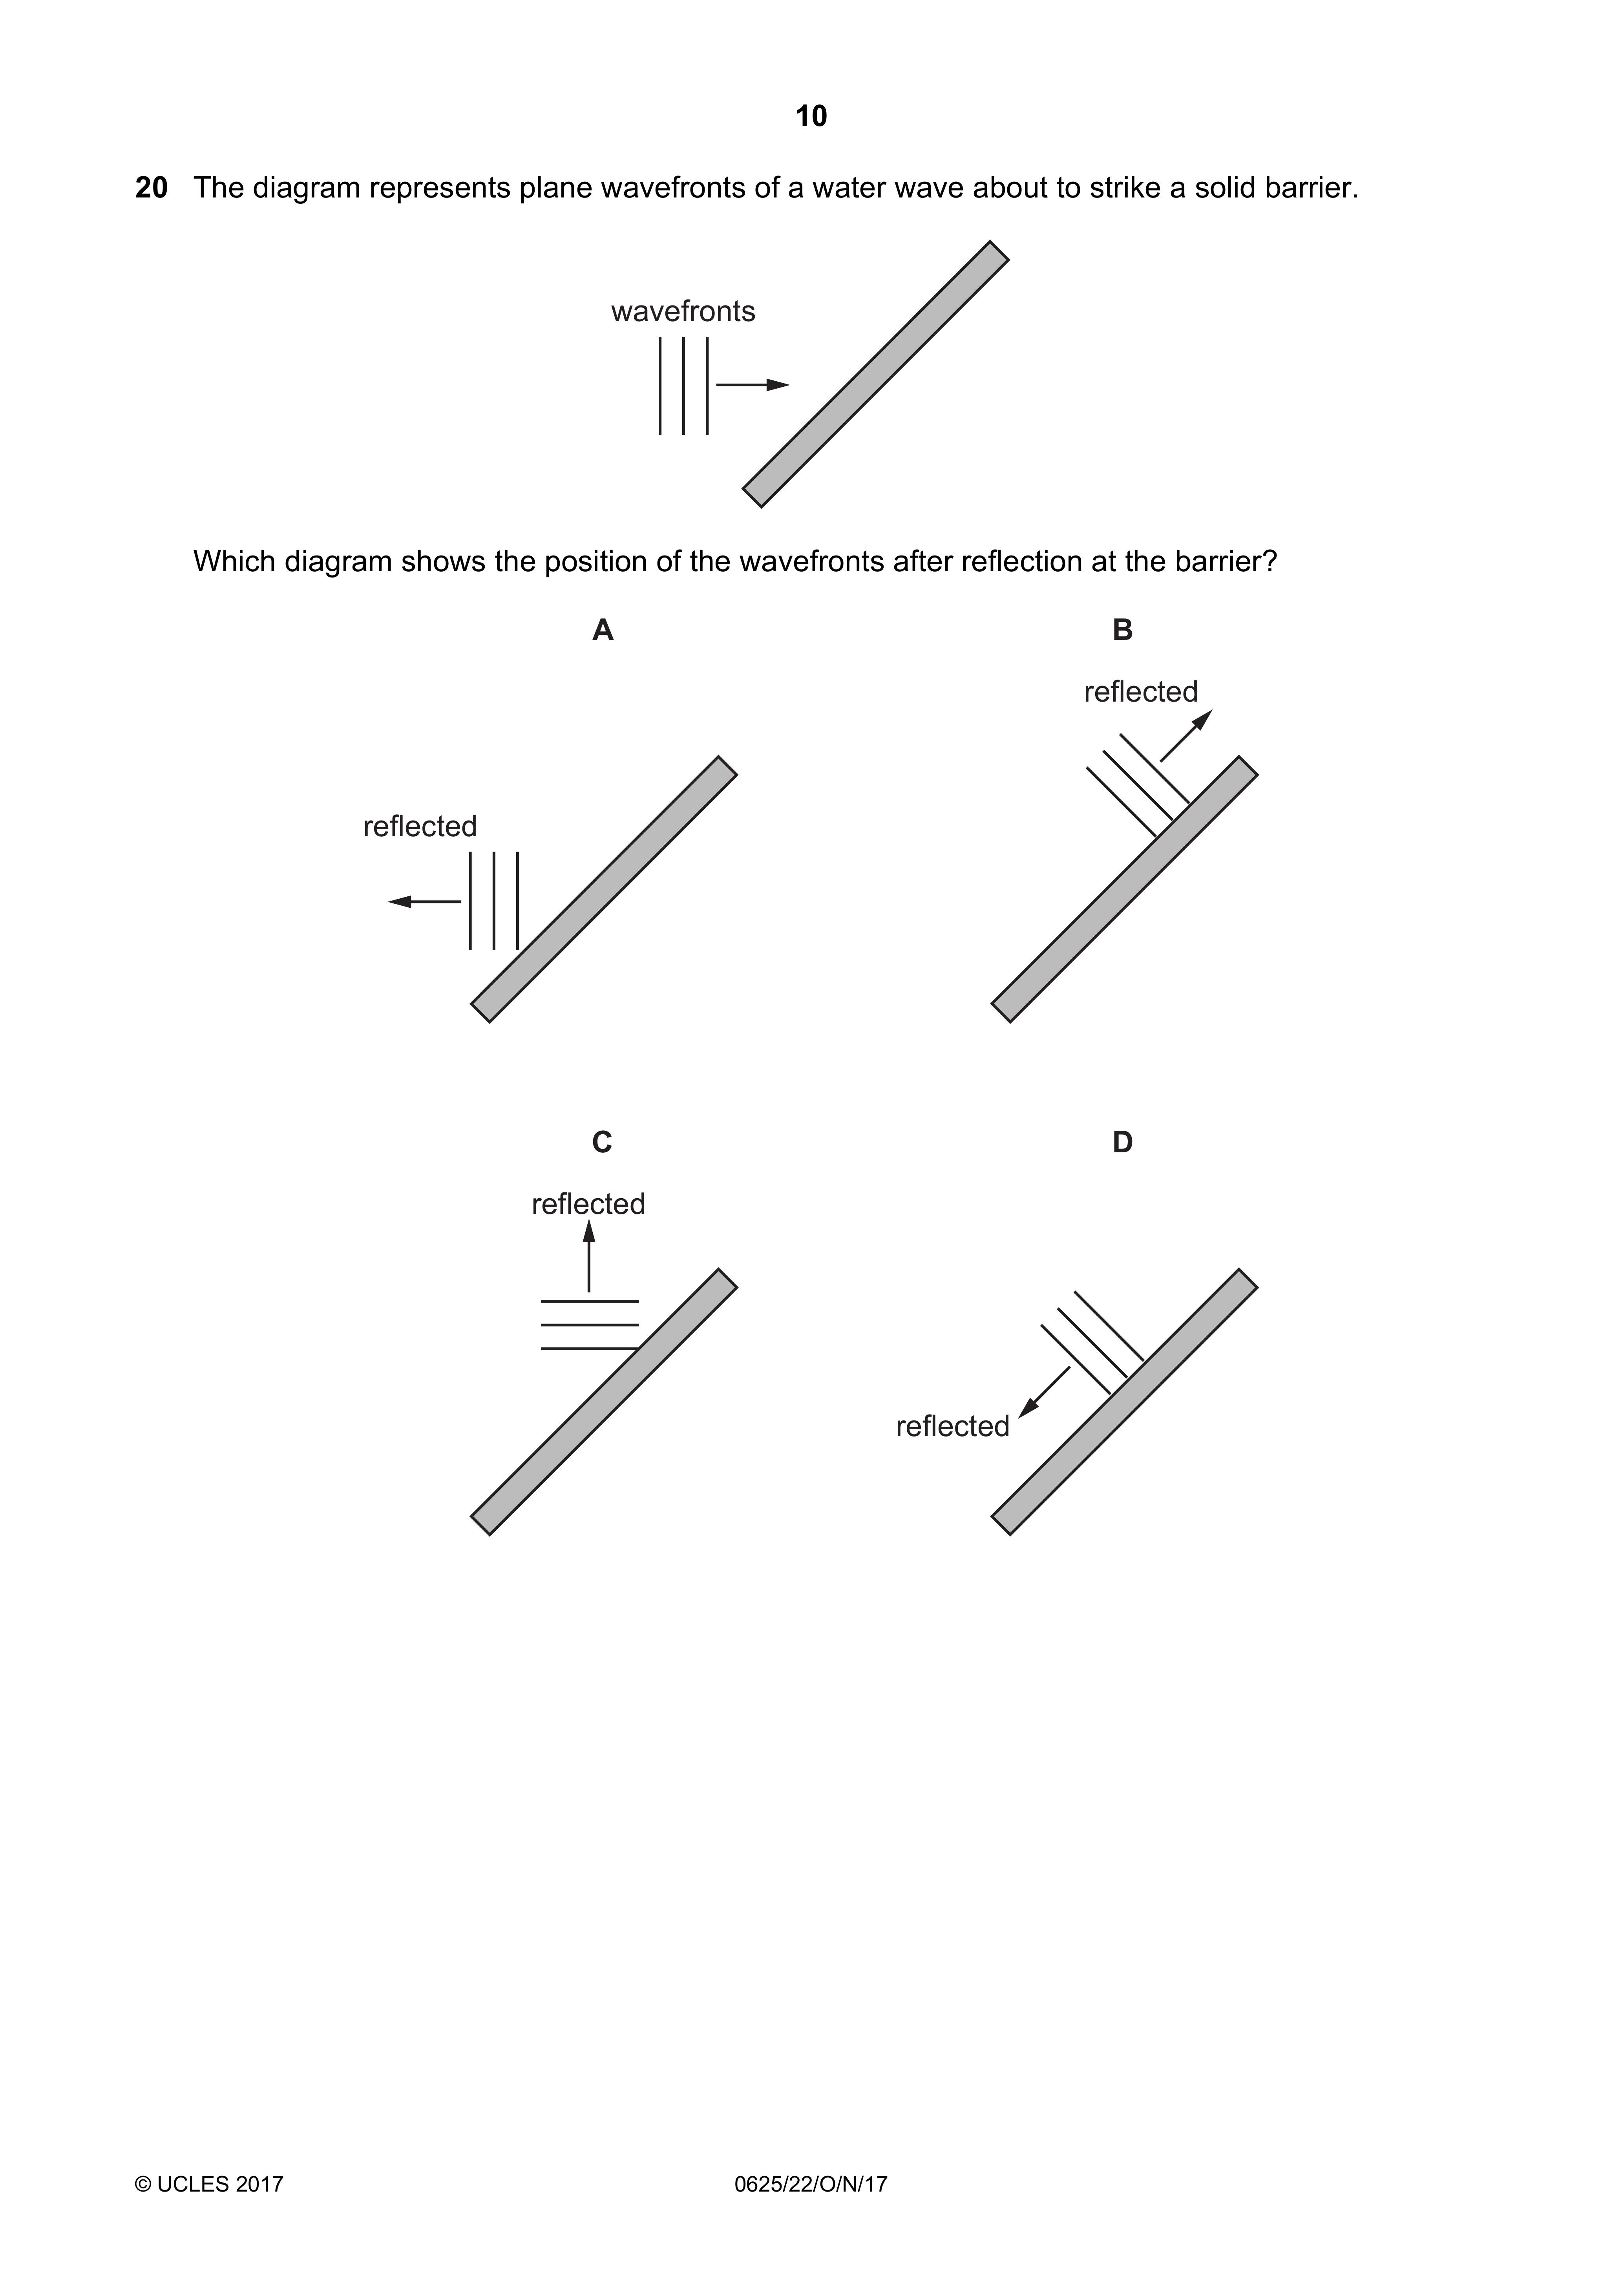 10
20 The diagram represents plane wavefronts of a water wave about to strike a solid barrier.
wavefronts
Which diagram shows the position of the wavefronts after reflection at the barrier?
A
B
reflected
reflected
C
D
reflected
reflected
© UCLES 2017
0625/22/O/N/17